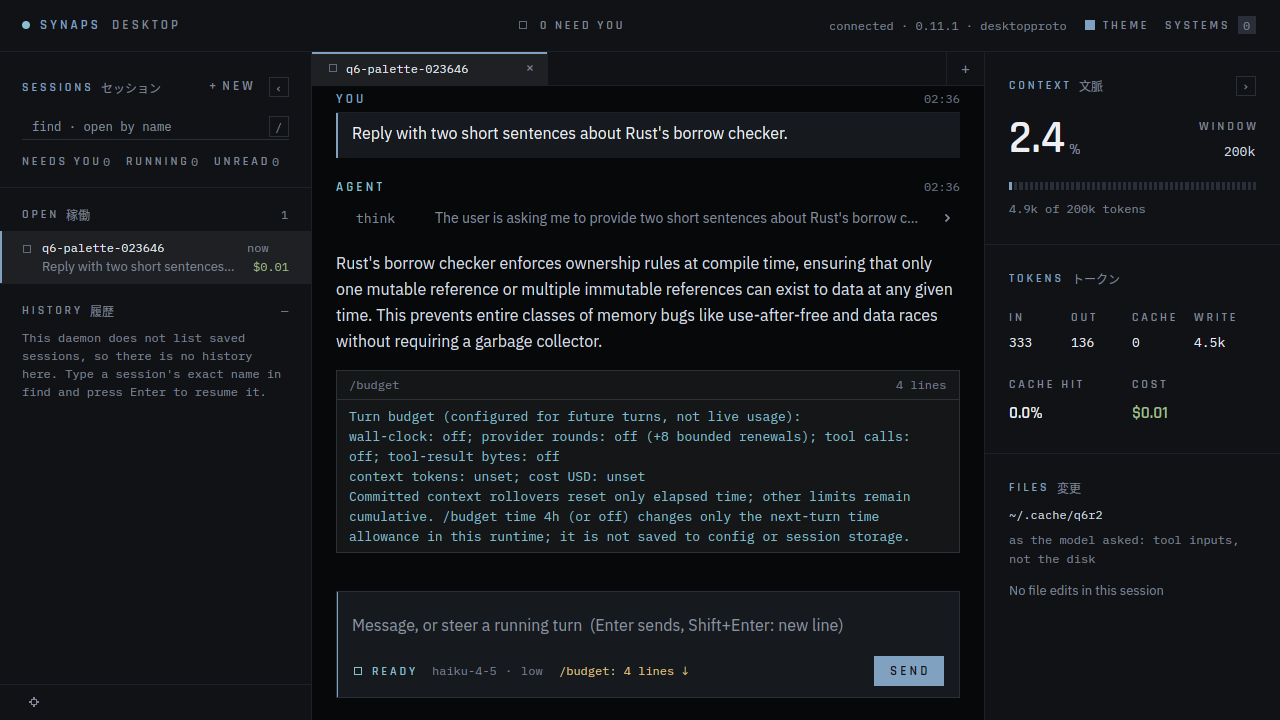 SYNAPS DESKTOP
0 NEED YOU
connected · 0.11.1 · desktopproto
THEME
SYSTEMS 0
SESSIONS セッション
+ NEW
‹
find · open by name
/
NEEDS YOU 0 RUNNING 0 UNREAD 0
OPEN 稼働 1
q6-palette-023646 now
Reply with two short sentences… $0.01
HISTORY 履歴 —
This daemon does not list saved
sessions, so there is no history
here. Type a session's exact name in
find and press Enter to resume it.
q6-palette-023646 ×
+
YOU 02:36
Reply with two short sentences about Rust's borrow checker.
AGENT 02:36
think The user is asking me to provide two short sentences about Rust's borrow c… ›
Rust's borrow checker enforces ownership rules at compile time, ensuring that only
one mutable reference or multiple immutable references can exist to data at any given
time. This prevents entire classes of memory bugs like use-after-free and data races
without requiring a garbage collector.
/budget 4 lines
Turn budget (configured for future turns, not live usage):
wall-clock: off; provider rounds: off (+8 bounded renewals); tool calls:
off; tool-result bytes: off
context tokens: unset; cost USD: unset
Committed context rollovers reset only elapsed time; other limits remain
cumulative. /budget time 4h (or off) changes only the next-turn time
allowance in this runtime; it is not saved to config or session storage.
Message, or steer a running turn (Enter sends, Shift+Enter: new line)
READY haiku-4-5 · low /budget: 4 lines ↓
SEND
CONTEXT 文脈
›
2.4 %
WINDOW
200k
4.9k of 200k tokens
TOKENS トークン
IN OUT CACHE WRITE
333 136 0 4.5k
CACHE HIT COST
0.0% $0.01
FILES 変更
~/.cache/q6r2
as the model asked: tool inputs,
not the disk
No file edits in this session